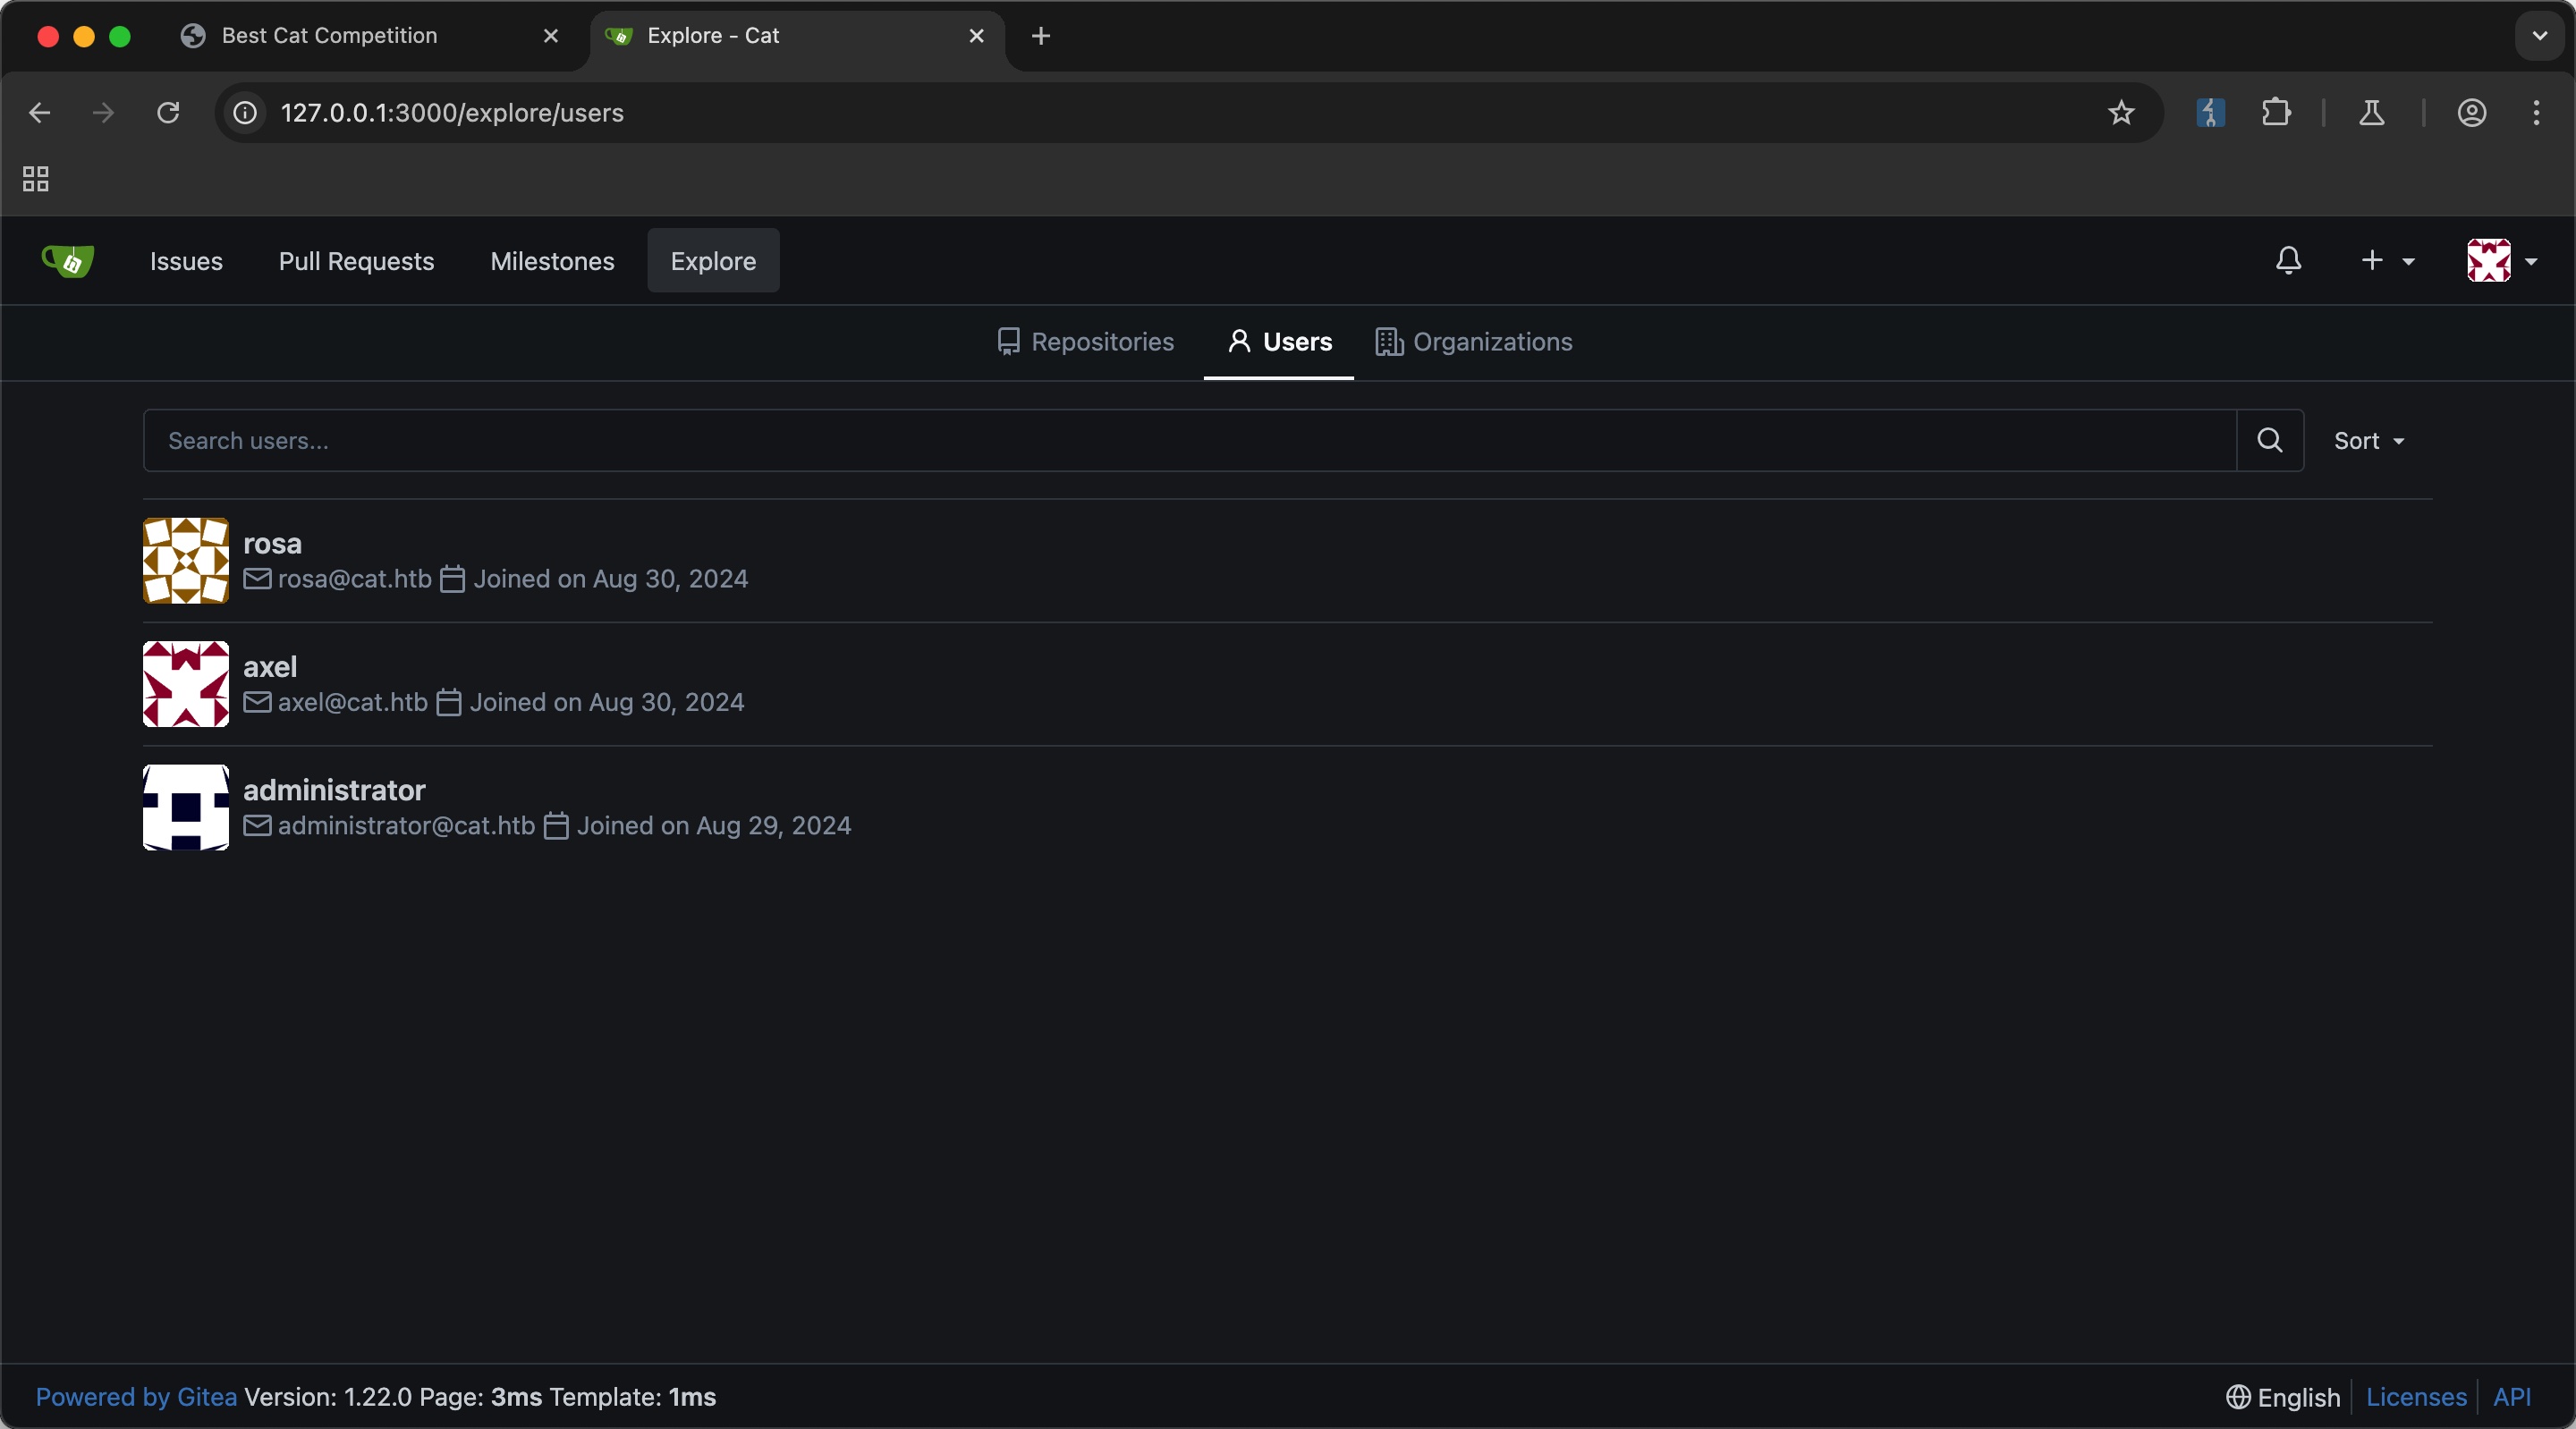 Best Cat Competition
Explore - Cat
127.0.0.1:3000/explore/users
Issues Pull Requests Milestones Explore
Repositories Users Organizations
Search users...
Sort
rosa
rosa@cat.htb Joined on Aug 30, 2024
axel
axel@cat.htb Joined on Aug 30, 2024
administrator
administrator@cat.htb Joined on Aug 29, 2024
Powered by Gitea Version: 1.22.0 Page: 3ms Template: 1ms
English Licenses API